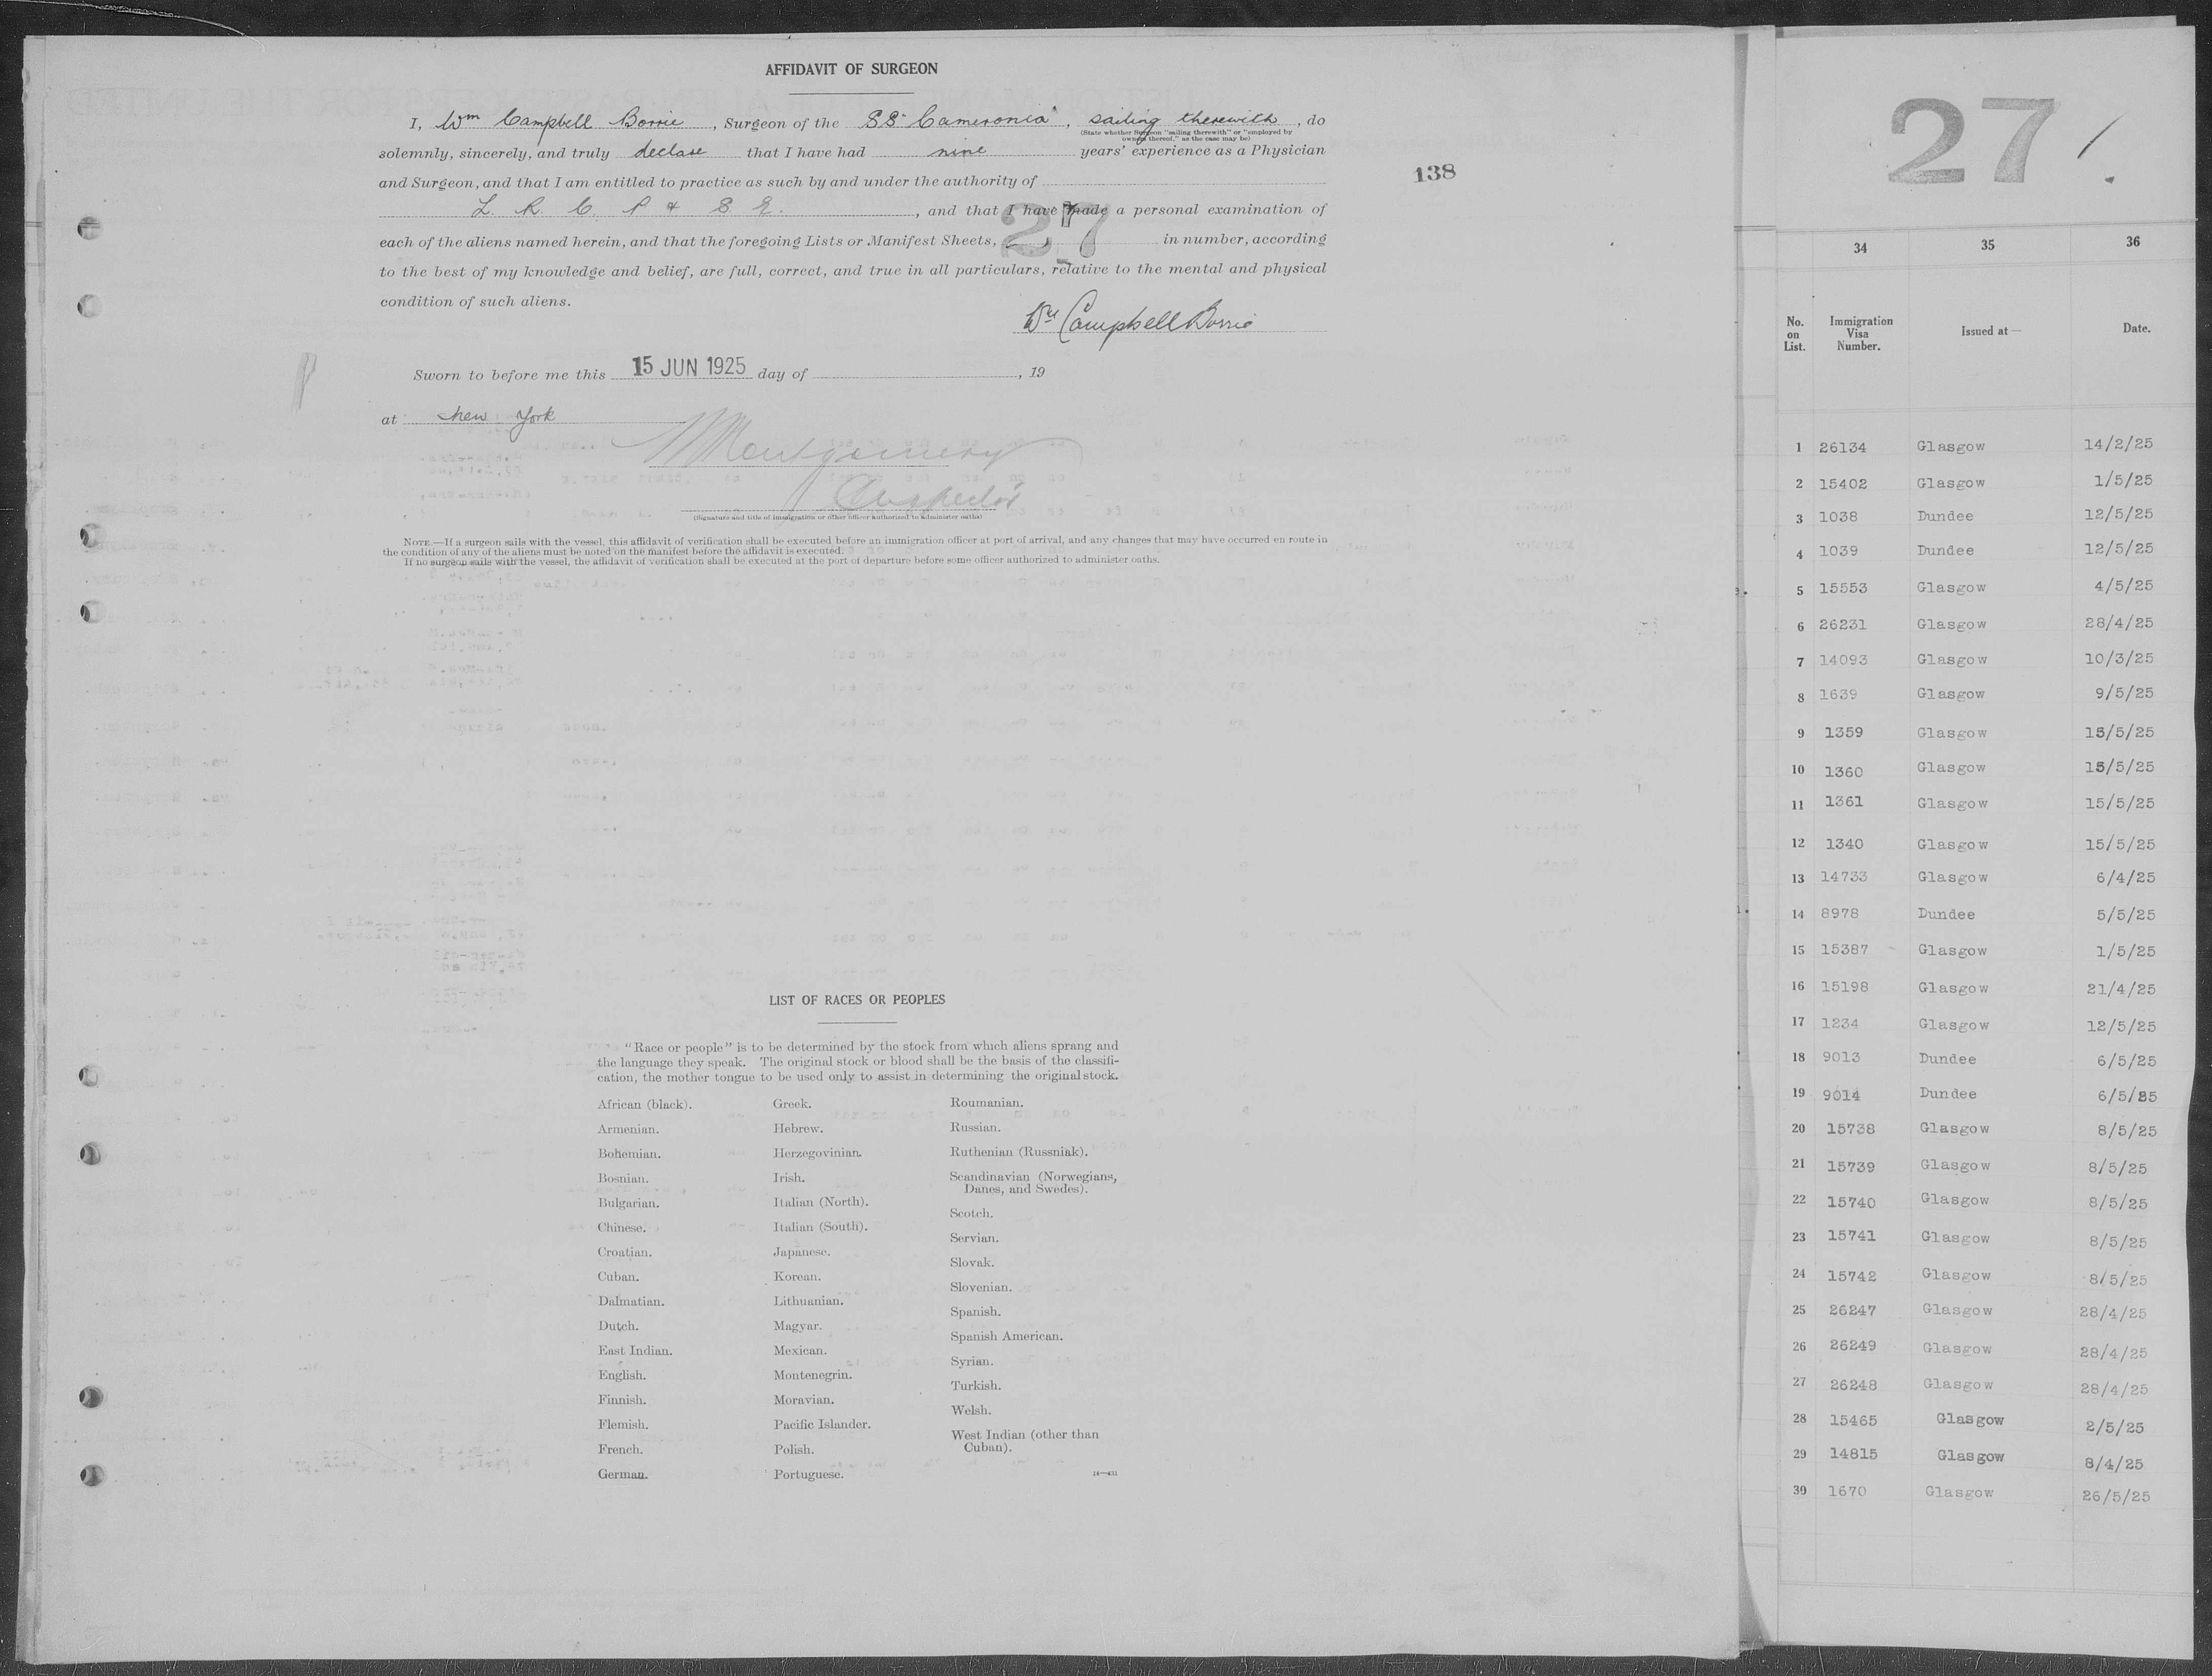 AFFIDAVIT OF SURGEON
I, Wm Campbell Borrie, Surgeon of the SS "Cameronia", sailing therewith, do
(State whether Surgeon "sailing therewith" or "employed by
owners thereof," as the case may be)
solemnly, sincerely, and truly declare that I have had nine years' experience as a Physician
and Surgeon, and that I am entitled to practice as such by and under the authority of
L. R. C. P & S. E., and that I have made a personal examination of
each of the aliens named herein, and that the foregoing Lists or Manifest Sheets, 27 in number, according
to the best of my knowledge and belief, are full, correct, and true in all particulars, relative to the mental and physical
condition of such aliens.
Wm Campbell Borrie
138
Sworn to before me this 15 JUN 1925 day of , 19
at New York
Montgomery
Inspector
(Signature and title of immigration or other officer authorized to administer oaths)
NOTE.—If a surgeon sails with the vessel, this affidavit of verification shall be executed before an immigration officer at port of arrival, and any changes that may have occurred en route in
the condition of any of the aliens must be noted on the manifest before the affidavit is executed.
If no surgeon sails with the vessel, the affidavit of verification shall be executed at the port of departure before some officer authorized to administer oaths.
LIST OF RACES OR PEOPLES
"Race or people" is to be determined by the stock from which aliens sprang and
the language they speak. The original stock or blood shall be the basis of the classifi-
cation, the mother tongue to be used only to assist in determining the original stock.
African (black).
Armenian.
Bohemian.
Bosnian.
Bulgarian.
Chinese.
Croatian.
Cuban.
Dalmatian.
Dutch.
East Indian.
English.
Finnish.
Flemish.
French.
German.
Greek.
Hebrew.
Herzegovinian.
Irish.
Italian (North).
Italian (South).
Japanese.
Korean.
Lithuanian.
Magyar.
Mexican.
Montenegrin.
Moravian.
Pacific Islander.
Polish.
Portuguese.
Roumanian.
Russian.
Ruthenian (Russniak).
Scandinavian (Norwegians,
Danes, and Swedes).
Scotch.
Servian.
Slovak.
Slovenian.
Spanish.
Spanish American.
Syrian.
Turkish.
Welsh.
West Indian (other than
Cuban).
14—431
27
34 35 36
No. on List. Immigration Visa Number. Issued at— Date.
1 26134 Glasgow 14/2/25
2 15402 Glasgow 1/5/25
3 1038 Dundee 12/5/25
4 1039 Dundee 12/5/25
5 15553 Glasgow 4/5/25
6 26231 Glasgow 28/4/25
7 14093 Glasgow 10/3/25
8 1639 Glasgow 9/5/25
9 1359 Glasgow 15/5/25
10 1360 Glasgow 15/5/25
11 1361 Glasgow 15/5/25
12 1340 Glasgow 15/5/25
13 14733 Glasgow 6/4/25
14 8978 Dundee 5/5/25
15 15387 Glasgow 1/5/25
16 15198 Glasgow 21/4/25
17 1234 Glasgow 12/5/25
18 9013 Dundee 6/5/25
19 9014 Dundee 6/5/25
20 15738 Glasgow 8/5/25
21 15739 Glasgow 8/5/25
22 15740 Glasgow 8/5/25
23 15741 Glasgow 8/5/25
24 15742 Glasgow 8/5/25
25 26247 Glasgow 28/4/25
26 26249 Glasgow 28/4/25
27 26248 Glasgow 28/4/25
28 15465 Glasgow 2/5/25
29 14815 Glasgow 8/4/25
30 1670 Glasgow 26/5/25